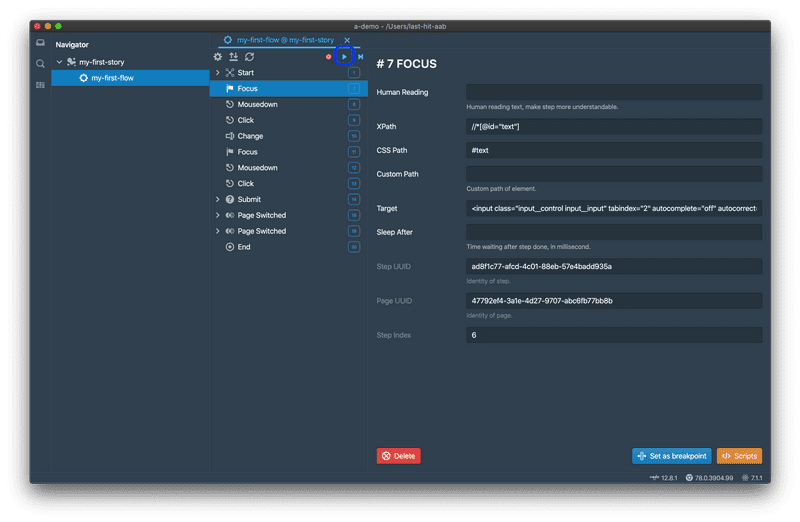 a-demo - /Users/last-hit-aab
Navigator
my-first-story
my-first-flow
my-first-flow @ my-first-story
Start 1
Focus 7
Mousedown 8
Click 9
Change 10
Focus 11
Mousedown 12
Click 13
Submit 14
Page Switched
Page Switched
End
# 7 FOCUS
Human Reading
Human reading text, make step more understandable.
XPath //*[@id="text"]
CSS Path #text
Custom Path
Custom path of element.
Target <input class="input__control input__input" tabindex="2" autocomplete="off" autocorrect=
Sleep After
Time waiting after step done, in millisecond.
Step UUID ad8f1c77-afcd-4c01-88eb-57e4badd935a
Identity of step.
Page UUID 47792ef4-3a1e-4d27-9707-abc6fb77bb8b
Identity of page.
Step Index 6
Delete
Set as breakpoint
Scripts
12.8.1 78.0.3904.99 7.1.1